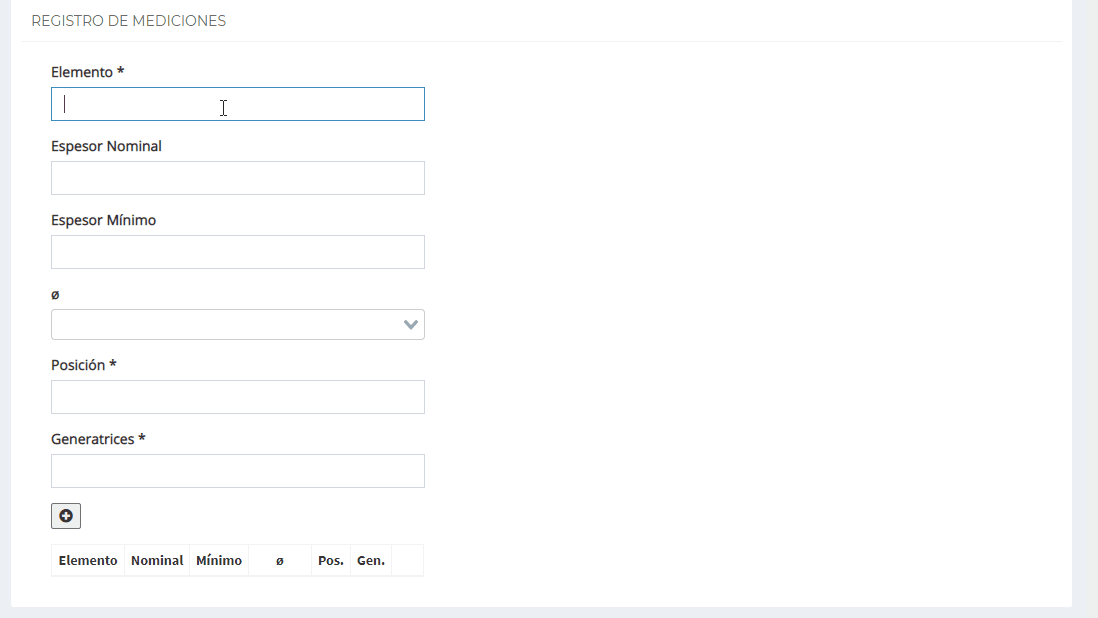 REGISTRO DE MEDICIONES
Elemento *
Espesor Nominal
Espesor Mínimo
ø
Posición *
Generatrices *
Elemento Nominal Mínimo ø Pos. Gen.